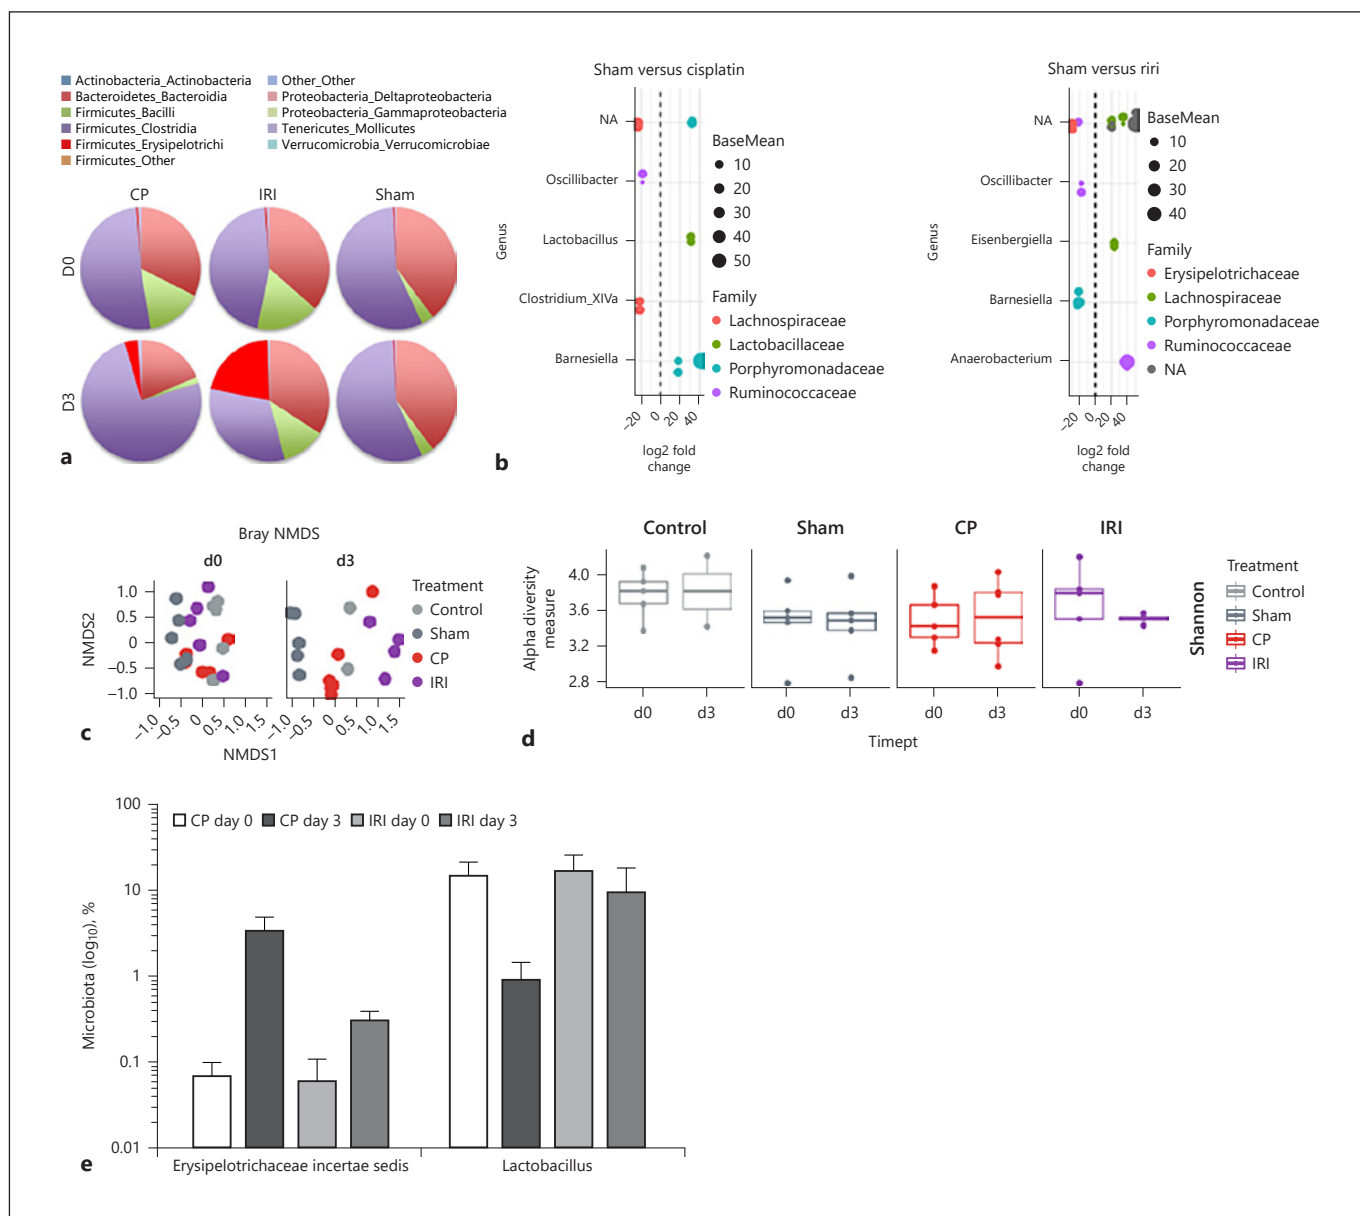 Actinobacteria_Actinobacteria
Bacteroidetes_Bacteroidia
Firmicutes_Bacilli
Firmicutes_Clostridia
Firmicutes_Erysipelotrichi
Firmicutes_Other
Other_Other
Proteobacteria_Deltaproteobacteria
Proteobacteria_Gammaproteobacteria
Tenericutes_Mollicutes
Verrucomicrobia_Verrucomicrobiae
CP IRI Sham
D0
D3
a
Sham versus cisplatin
Genus
NA
Oscillibacter
Lactobacillus
Clostridium_XIVa
Barnesiella
–20 0 20 40
log2 fold
change
BaseMean
10
20
30
40
50
Family
Lachnospiraceae
Lactobacillaceae
Porphyromonadaceae
Ruminococcaceae
b
Sham versus riri
Genus
NA
Oscillibacter
Eisenbergiella
Barnesiella
Anaerobacterium
–20 0 20 40
log2 fold
change
BaseMean
10
20
30
40
Family
Erysipelotrichaceae
Lachnospiraceae
Porphyromonadaceae
Ruminococcaceae
NA
Bray NMDS
d0 d3
NMDS2
1.0
0.5
0
–0.5
–1.0
–1.0 –0.5 0 0.5 1.0 1.5 –1.0 –0.5 0 0.5 1.0 1.5
NMDS1
Treatment
Control
Sham
CP
IRI
c
Control Sham CP IRI
Alpha diversity
measure
4.0
3.6
3.2
2.8
d0 d3 d0 d3 d0 d3 d0 d3
Timept
Shannon
Treatment
Control
Sham
CP
IRI
d
Microbiota (log10), %
100
10
1
0.1
0.01
CP day 0 CP day 3 IRI day 0 IRI day 3
Erysipelotrichaceae incertae sedis Lactobacillus
e